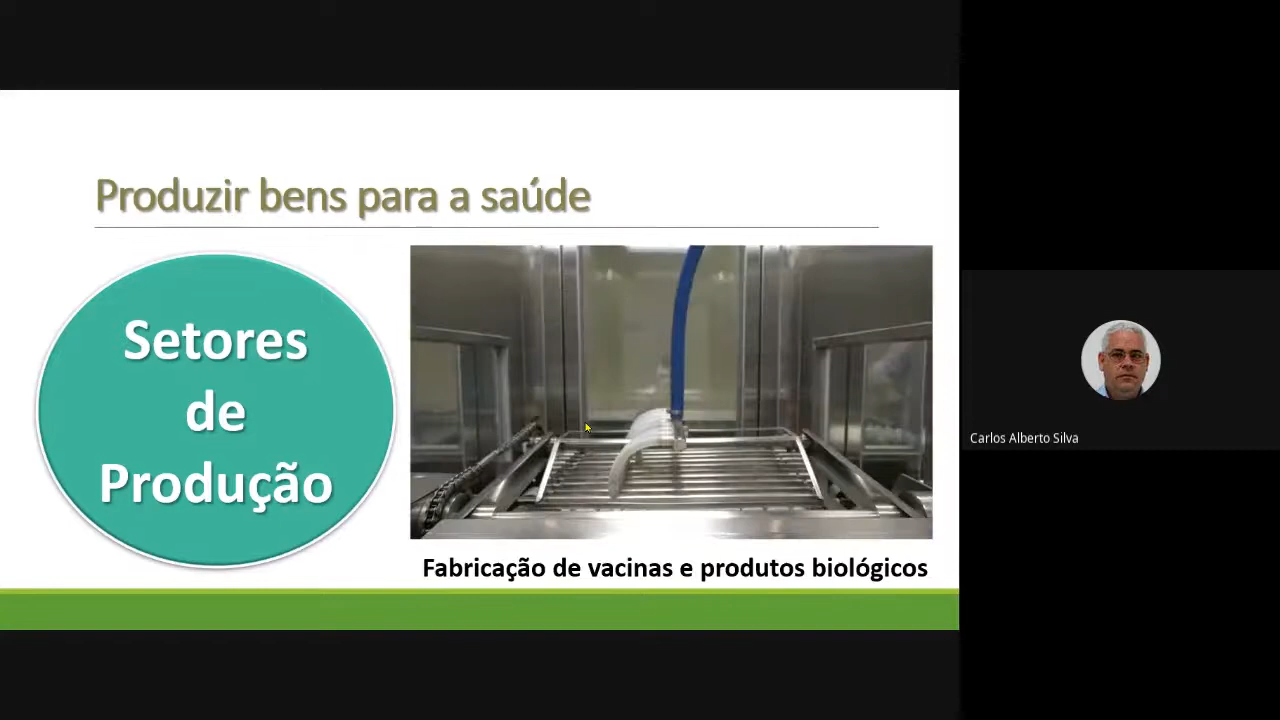 Produzir bens para a saúde
Setores
de
Produção
Fabricação de vacinas e produtos biológicos
Carlos Alberto Silva